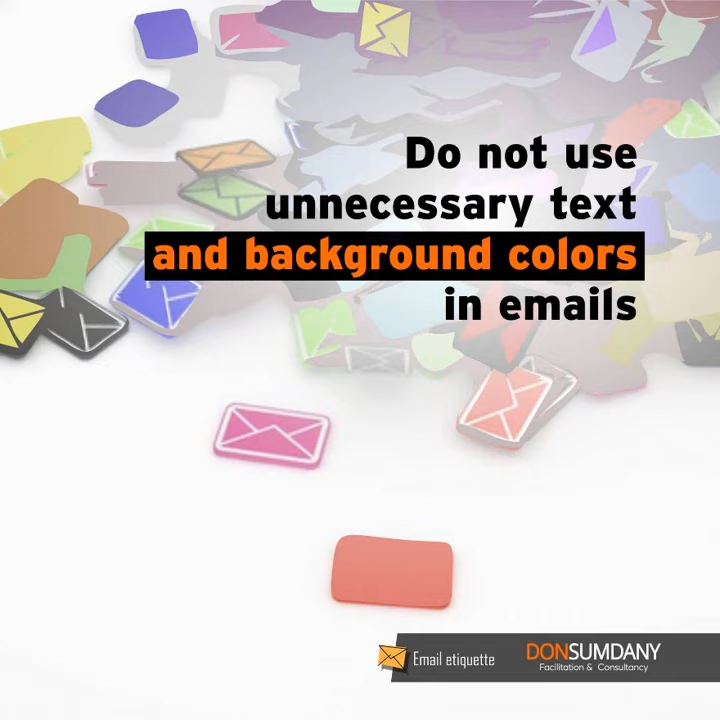 Do not use
unnecessary text
and background colors
in emails
Email etiquette
DONSUMDANY
Facilitation & Consultancy